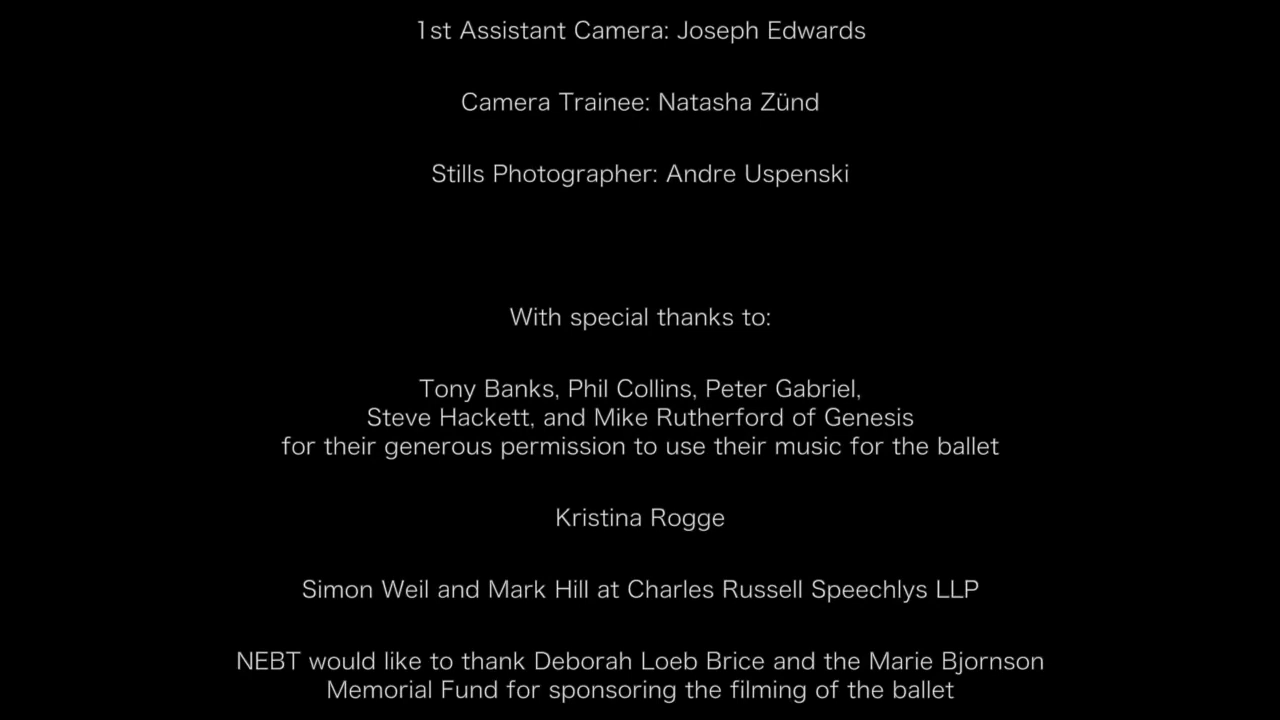 1st Assistant Camera: Joseph Edwards
Camera Trainee: Natasha Zünd
Stills Photographer: Andre Uspenski
With special thanks to:
Tony Banks, Phil Collins, Peter Gabriel,
Steve Hackett, and Mike Rutherford of Genesis
for their generous permission to use their music for the ballet
Kristina Rogge
Simon Weil and Mark Hill at Charles Russell Speechlys LLP
NEBT would like to thank Deborah Loeb Brice and the Marie Bjornson
Memorial Fund for sponsoring the filming of the ballet